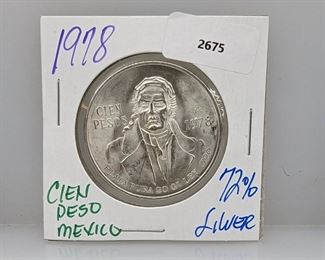 1978
2675
CIEN
PESOS
1978
CIEN
PESO
MEXICO
72%
SILVER